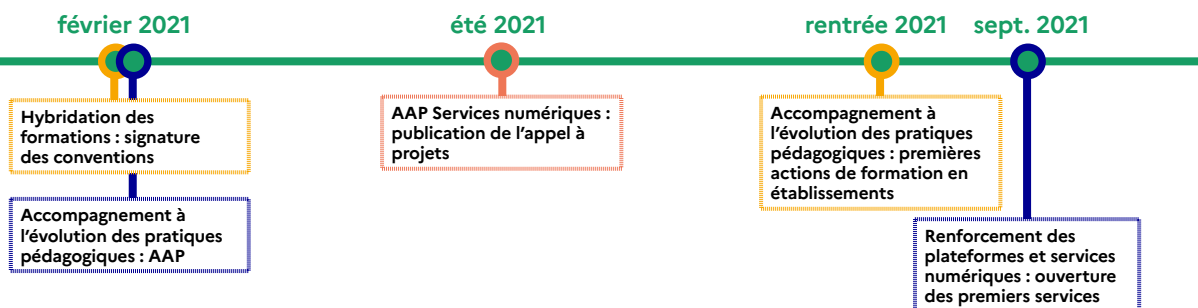 février 2021
été 2021
rentrée 2021
sept. 2021
Hybridation des
formations : signature
des conventions
Accompagnement à
l'évolution des pratiques
pédagogiques : AAP
AAP Services numériques :
publication de l'appel à
projets
Accompagnement à
l'évolution des pratiques
pédagogiques : premières
actions de formation en
établissements
Renforcement des
plateformes et services
numériques : ouverture
des premiers services